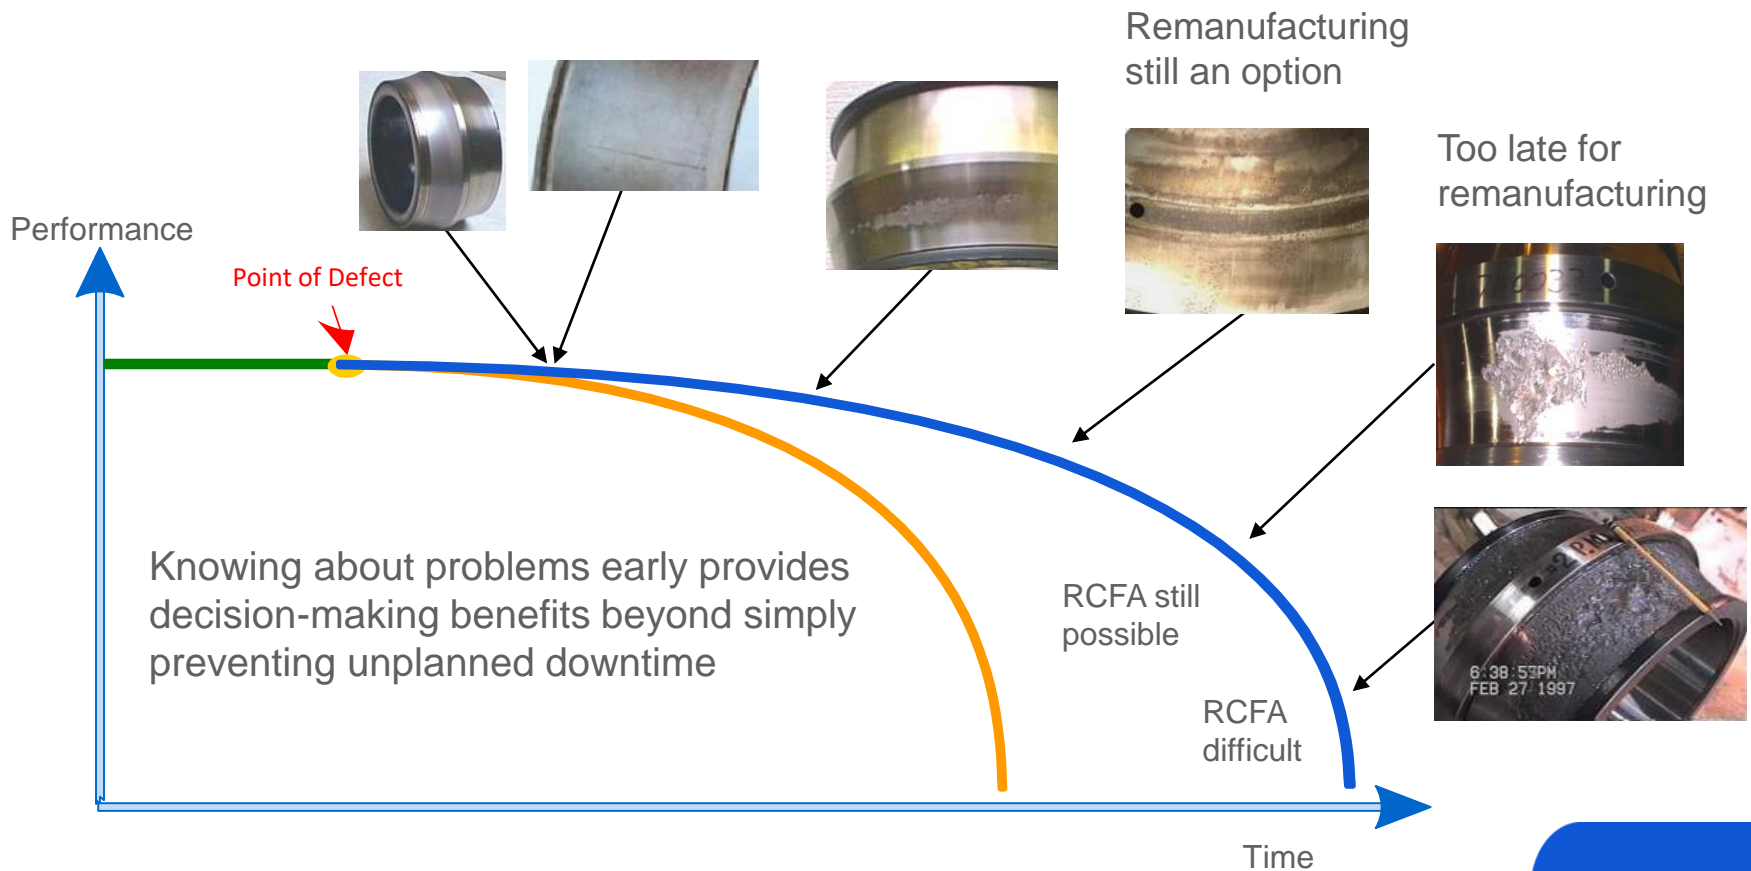 Remanufacturing
still an option
Too late for
remanufacturing
Performance
Point of Defect
Knowing about problems early provides
decision-making benefits beyond simply
preventing unplanned downtime
RCFA still
possible
6:38:55PM
FEB 27 1997
RCFA
difficult
Time